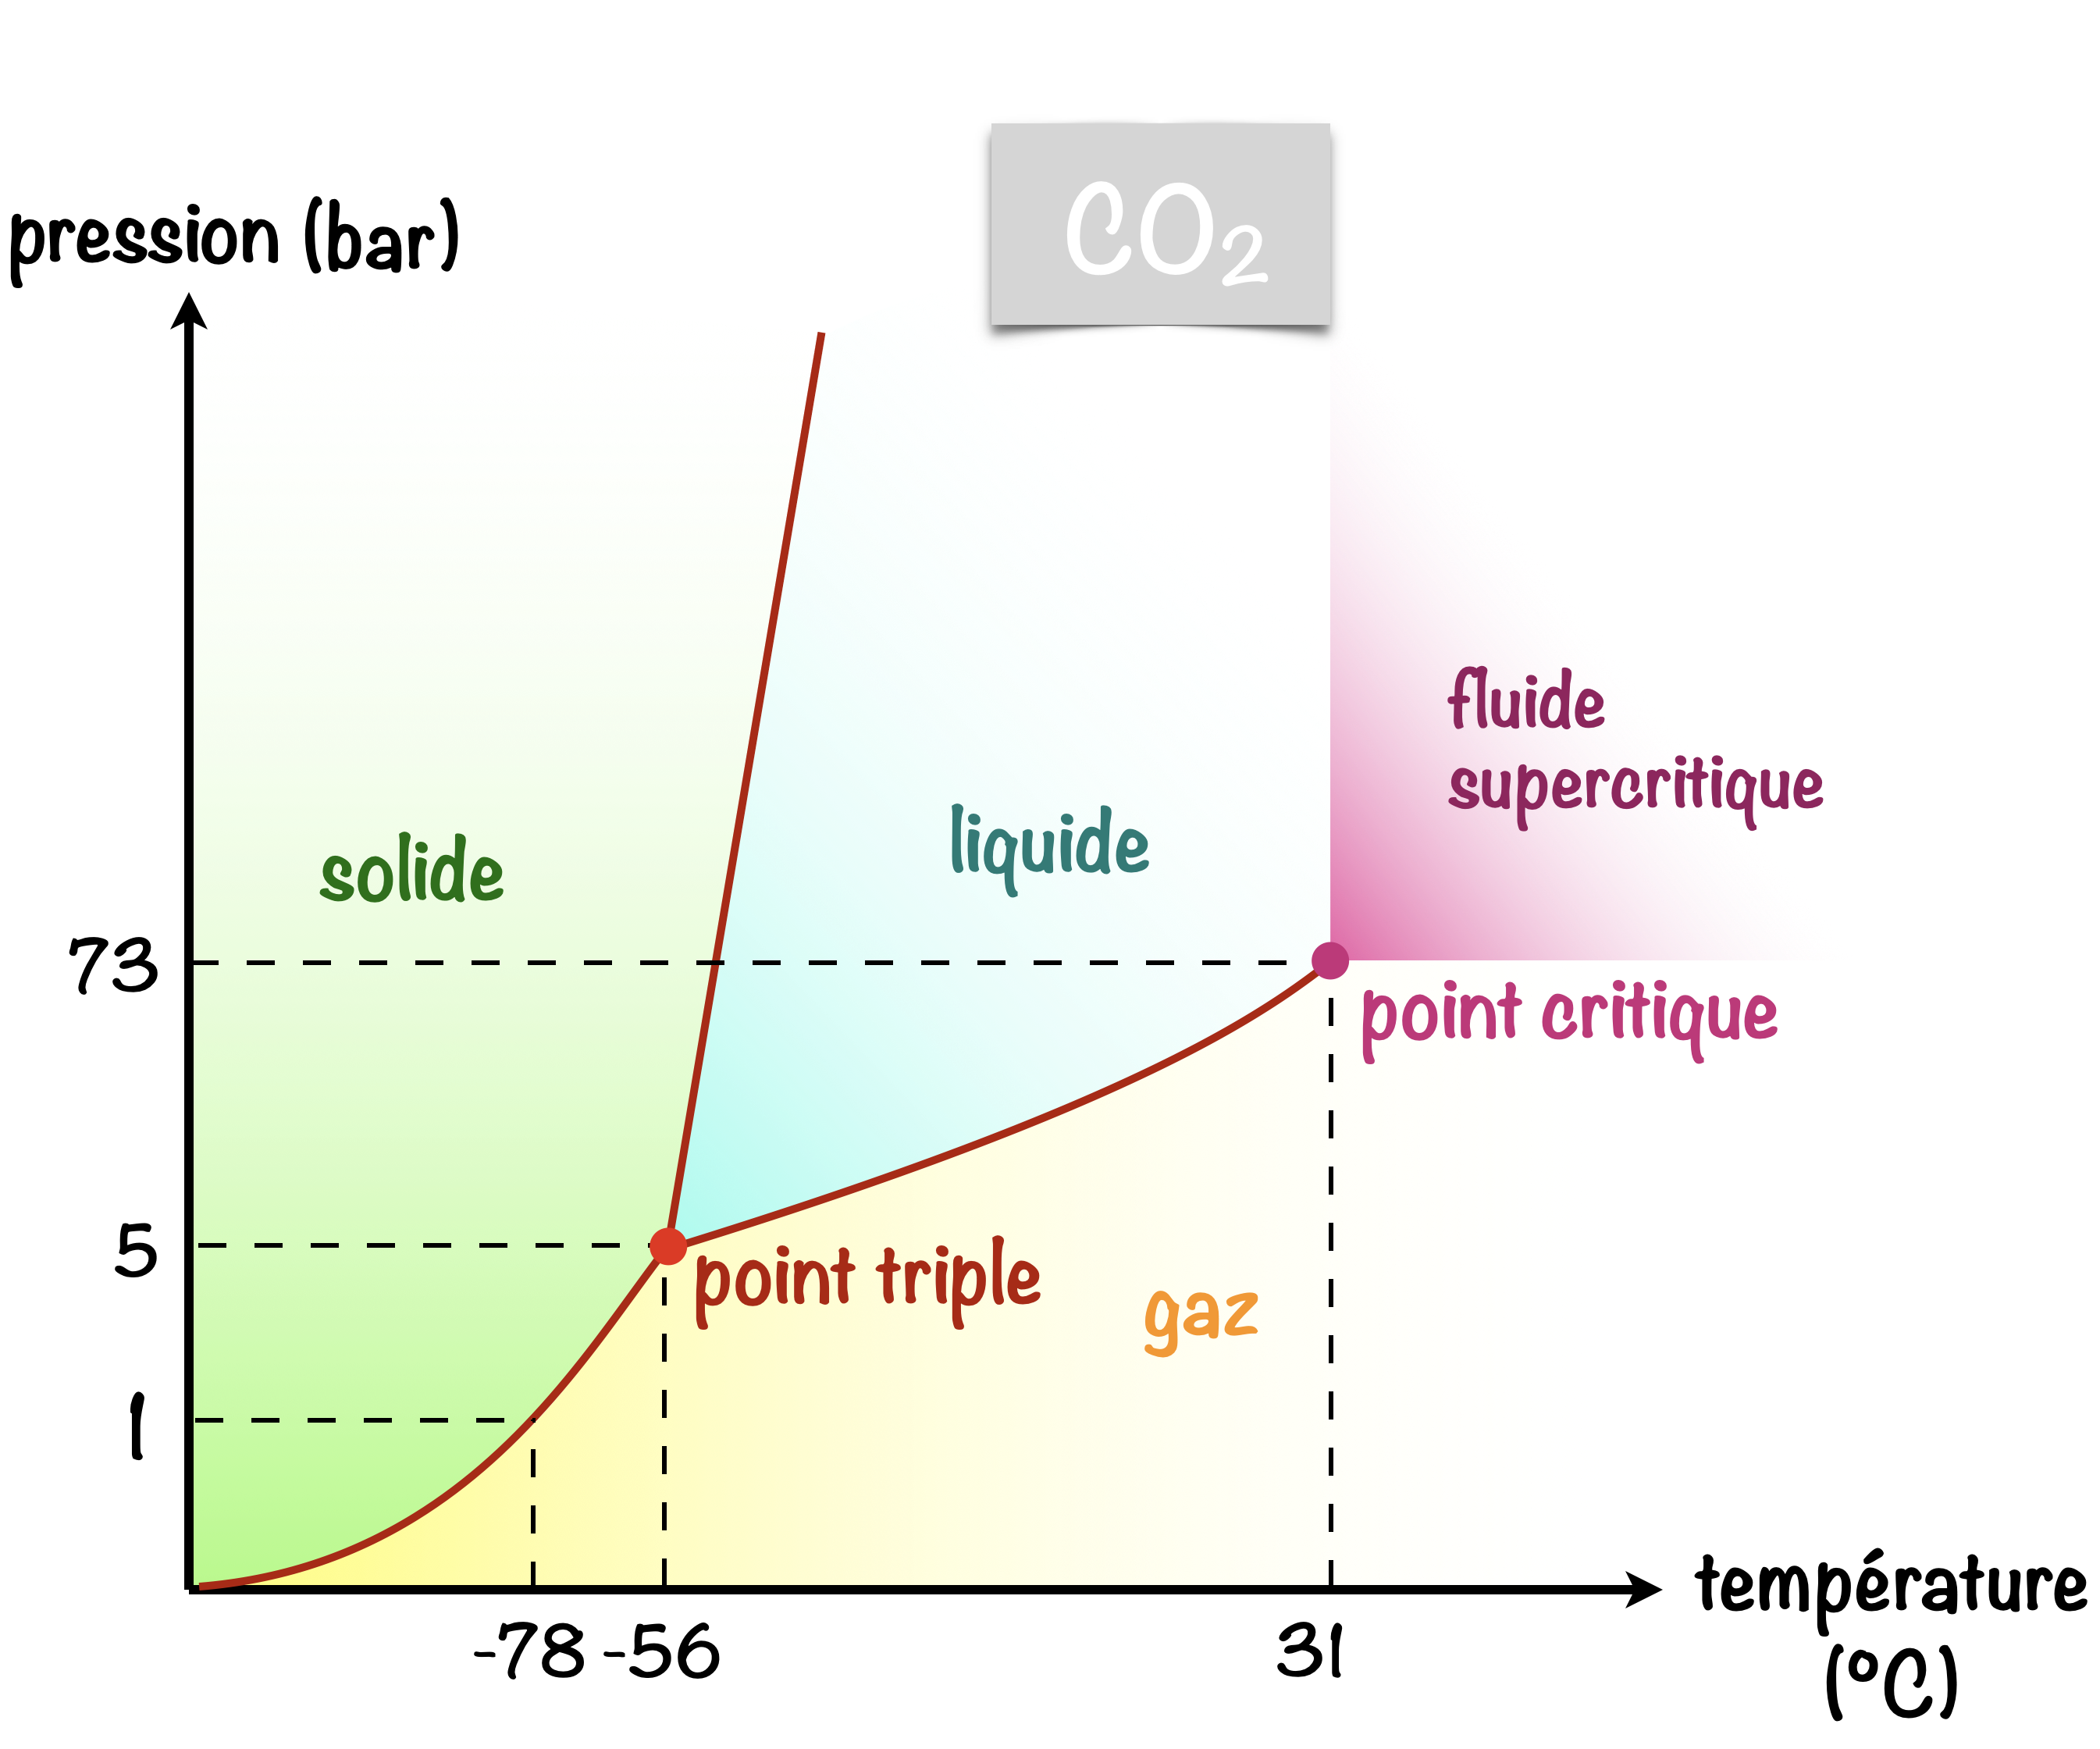 CO₂
pression (bar)
fluide
supercritique
liquide
solide
73
point critique
5
point triple
gaz
1
température
(°C)
-78
-56
31